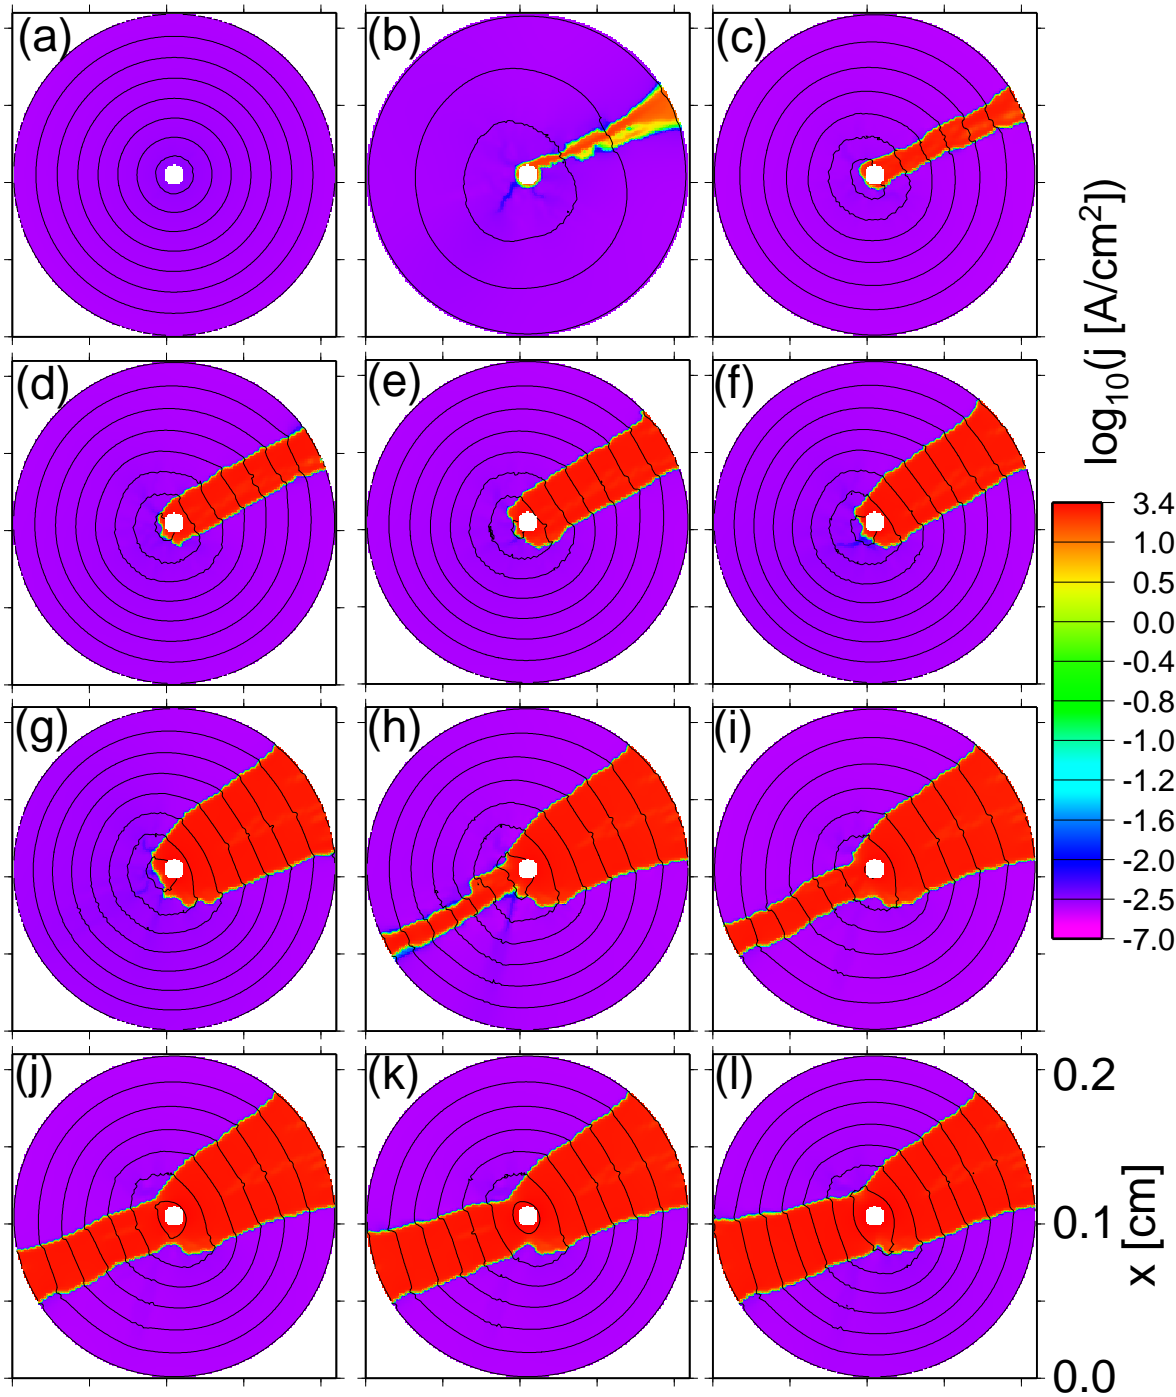 (a)
(b)
(c)
(d)
(e)
(f)
(g)
(h)
(i)
(j)
(k)
(l)
log₁₀(j [A/cm²])
3.4
1.0
0.5
0.0
-0.4
-0.8
-1.0
-1.2
-1.6
-2.0
-2.5
-7.0
0.2
0.1
0.0
x [cm]